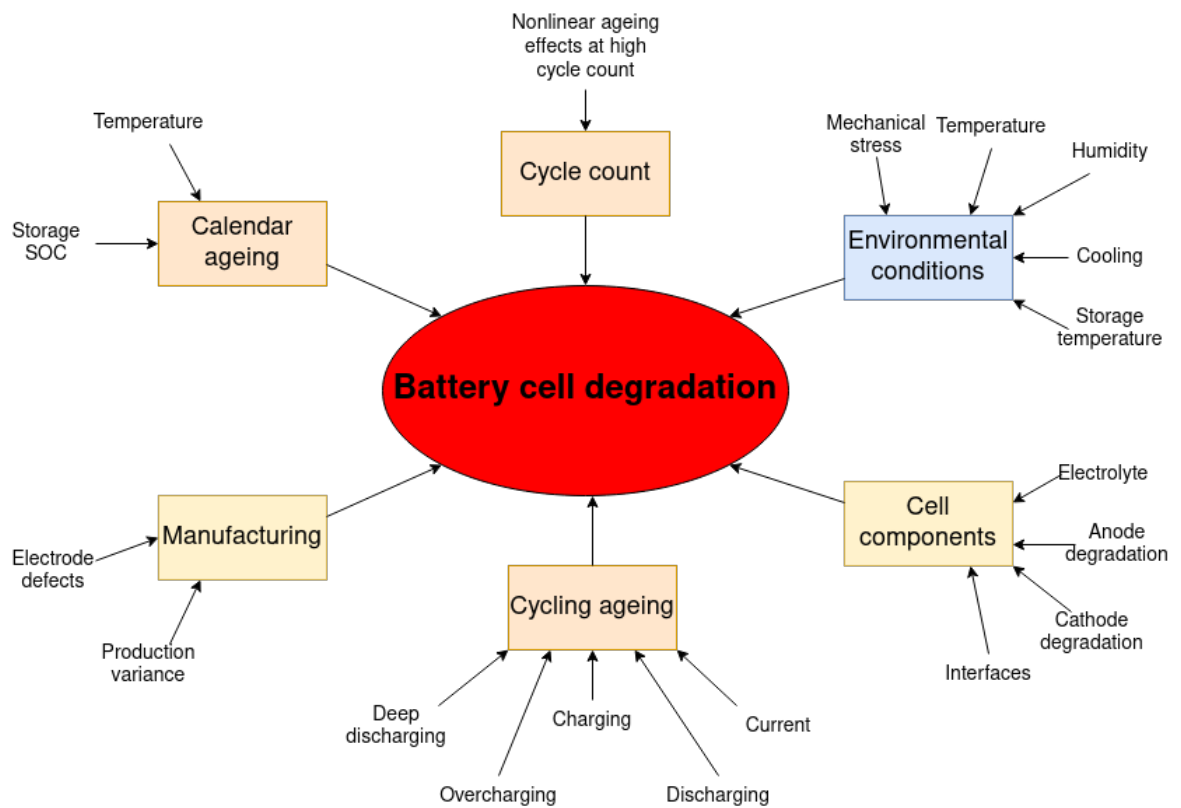 Nonlinear ageing
effects at high
cycle count
Temperature
Mechanical
stress
Temperature
Humidity
Cycle count
Storage
SOC
Calendar
ageing
Environmental
conditions
Cooling
Storage
temperature
Battery cell degradation
Electrolyte
Manufacturing
Cell
components
Anode
degradation
Electrode
defects
Cycling ageing
Cathode
degradation
Production
variance
Interfaces
Deep
discharging
Charging
Current
Overcharging
Discharging